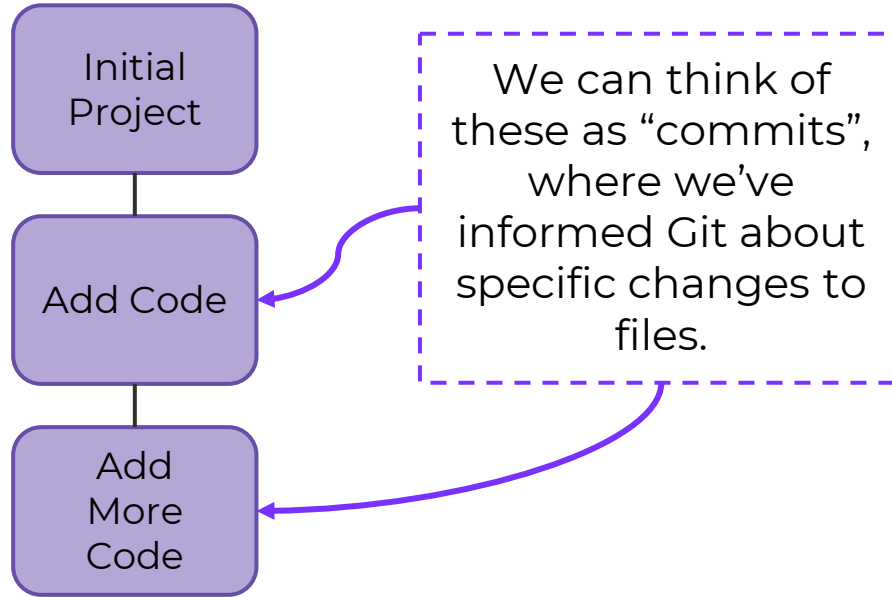 Initial
Project
Add Code
Add
More
Code
We can think of
these as “commits”,
where we’ve
informed Git about
specific changes to
files.